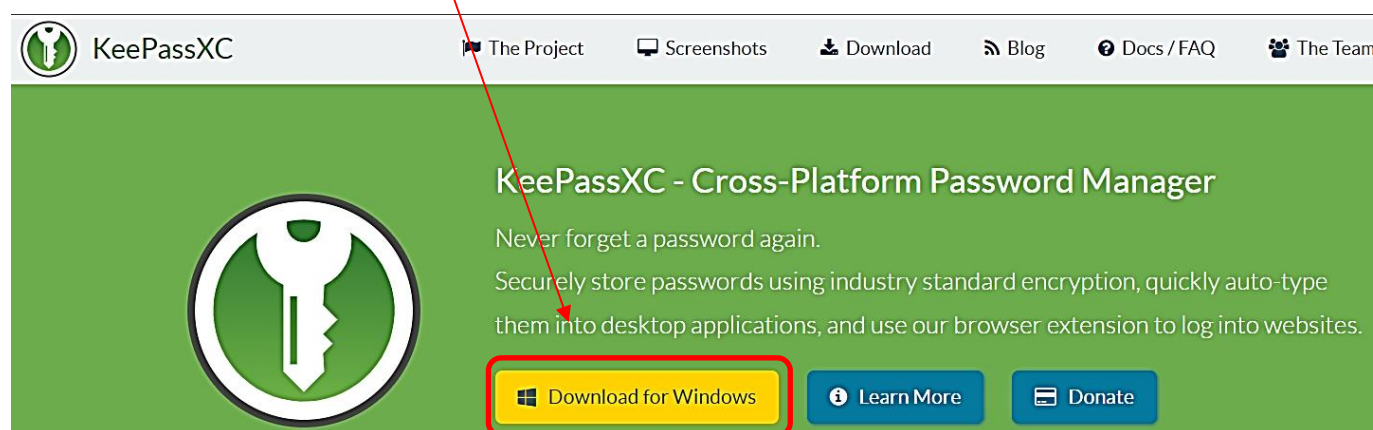 KeePassXC
The Project
Screenshots
Download
Blog
Docs / FAQ
The Team
KeePassXC - Cross-Platform Password Manager
Never forget a password again.
Securely store passwords using industry standard encryption, quickly auto-type
them into desktop applications, and use our browser extension to log into websites.
Download for Windows
Learn More
Donate